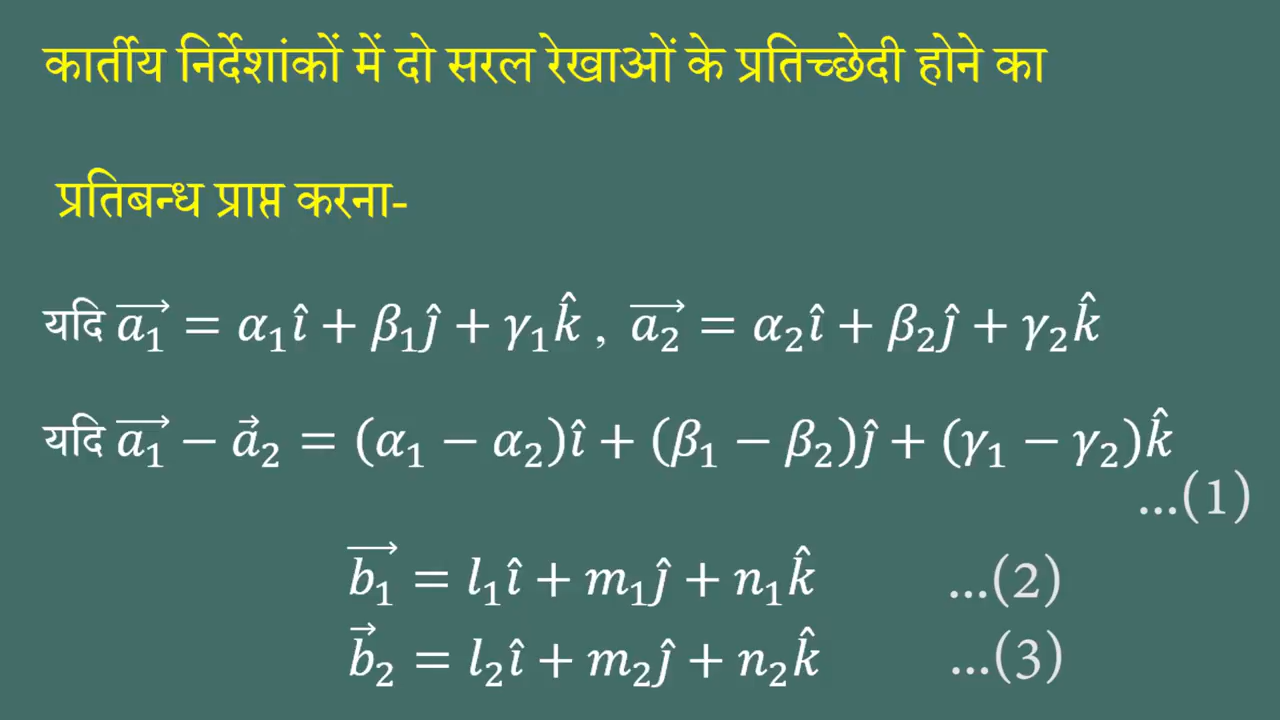 कार्तीय निर्देशांकों में दो सरल रेखाओं के प्रतिच्छेदी होने का
प्रतिबन्ध प्राप्त करना-
यदि $\overrightarrow{a_1} = \alpha_1\hat{\imath} + \beta_1\hat{\jmath} + \gamma_1\hat{k}$ , $\overrightarrow{a_2} = \alpha_2\hat{\imath} + \beta_2\hat{\jmath} + \gamma_2\hat{k}$
यदि $\overrightarrow{a_1} - \vec{a}_2 = (\alpha_1 - \alpha_2)\hat{\imath} + (\beta_1 - \beta_2)\hat{\jmath} + (\gamma_1 - \gamma_2)\hat{k}$
...(1)
$\overrightarrow{b_1} = l_1\hat{\imath} + m_1\hat{\jmath} + n_1\hat{k}$ ...(2)
$\vec{b}_2 = l_2\hat{\imath} + m_2\hat{\jmath} + n_2\hat{k}$ ...(3)